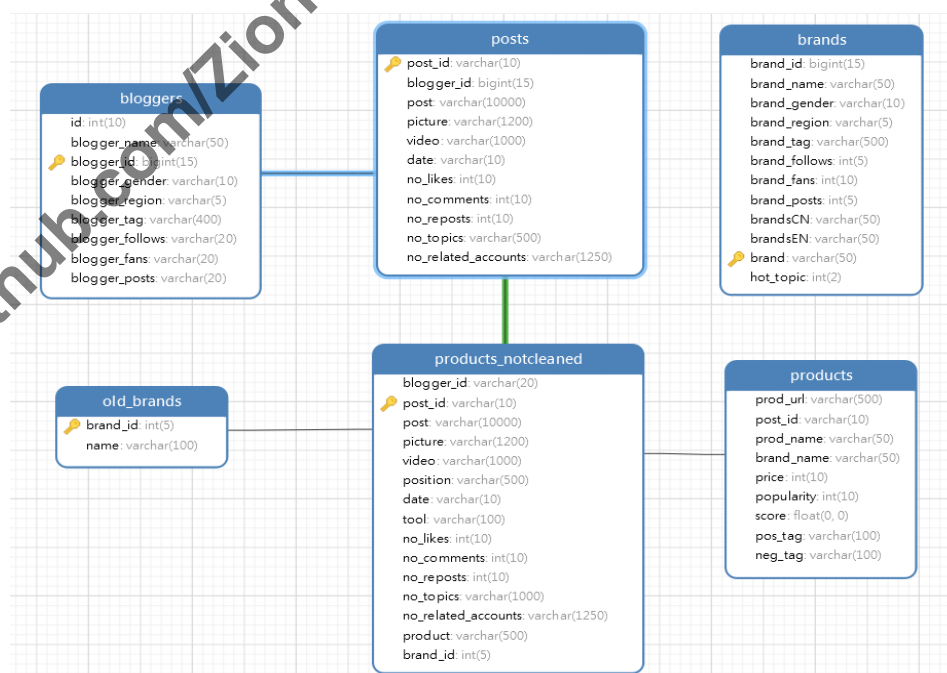 bloggers
id: int(10)
blogger_name: varchar(50)
blogger_id: bigint(15)
blogger_gender: varchar(10)
blogger_region: varchar(5)
blogger_tag: varchar(400)
blogger_follows: varchar(20)
blogger_fans: varchar(20)
blogger_posts: varchar(20)
posts
post_id: varchar(10)
blogger_id: bigint(15)
post: varchar(10000)
picture: varchar(1200)
video: varchar(1000)
date: varchar(10)
no_likes: int(10)
no_comments: int(10)
no_reposts: int(10)
no_topics: varchar(500)
no_related_accounts: varchar(1250)
brands
brand_id: bigint(15)
brand_name: varchar(50)
brand_gender: varchar(10)
brand_region: varchar(5)
brand_tag: varchar(500)
brand_follows: int(5)
brand_fans: int(10)
brand_posts: int(5)
brandsCN: varchar(50)
brandsEN: varchar(50)
brand: varchar(50)
hot_topic: int(2)
old_brands
brand_id: int(5)
name: varchar(100)
products_notcleaned
blogger_id: varchar(20)
post_id: varchar(10)
post: varchar(10000)
picture: varchar(1200)
video: varchar(1000)
position: varchar(500)
date: varchar(10)
tool: varchar(100)
no_likes: int(10)
no_comments: int(10)
no_reposts: int(10)
no_topics: varchar(1000)
no_related_accounts: varchar(1250)
product: varchar(500)
brand_id: int(5)
products
prod_url: varchar(500)
post_id: varchar(10)
prod_name: varchar(50)
brand_name: varchar(50)
price: int(10)
popularity: int(10)
score: float(0, 0)
pos_tag: varchar(100)
neg_tag: varchar(100)
hub.com/Zion